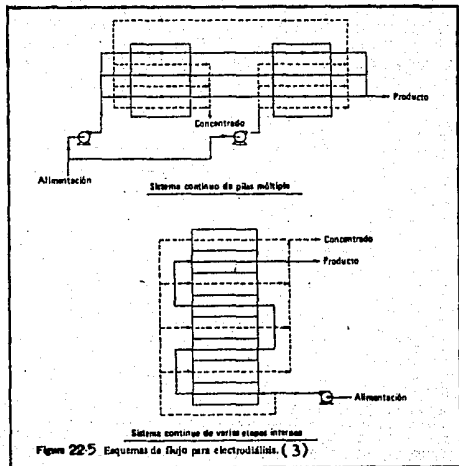 Producto
Concentrado
Alimentación
Sistema continuo de pilas múltiple
Concentrado
Producto
Alimentación
Sistema continuo de varias etapas internas
Figura 22-5 Esquemas de flujo para electrodiálisis. (3)